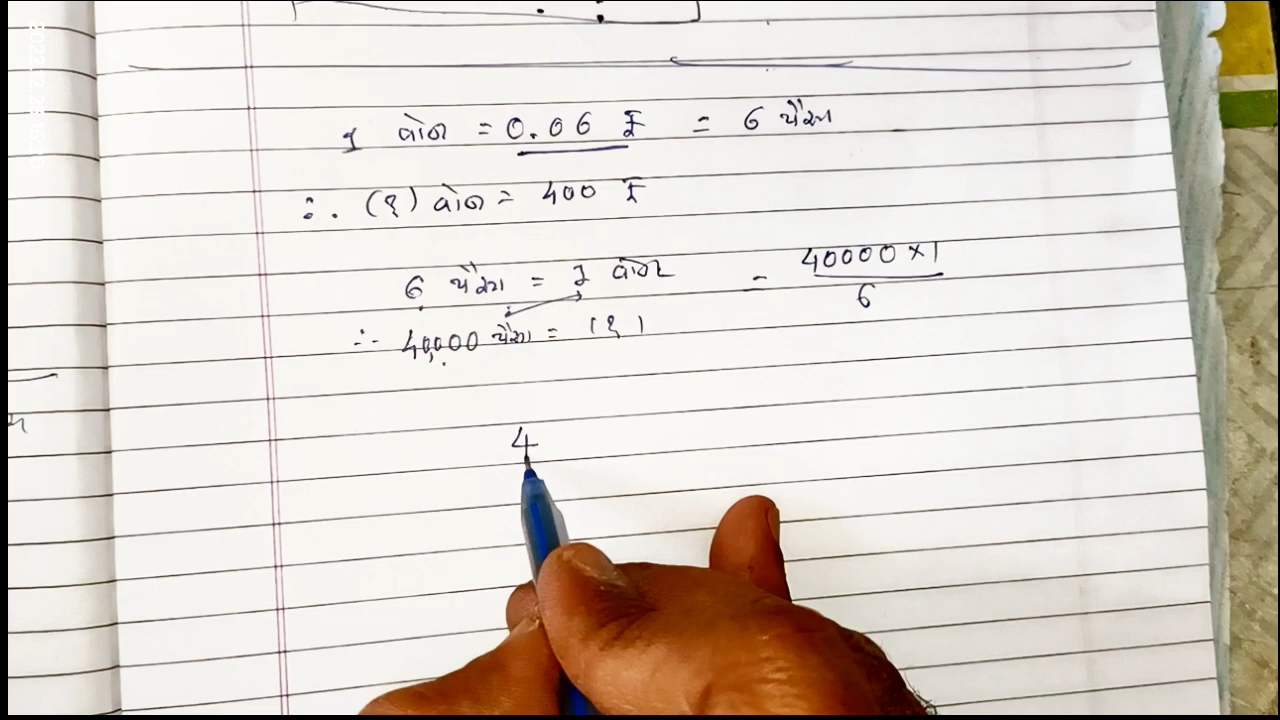 1 વોન = 0.06 ₹ = 6 પૈસા
∴ (?) વોન = 400 ₹
6 પૈસા = 1 વોન = 40000 × 1 / 6
∴ 40,000 પૈસા = (?)
4